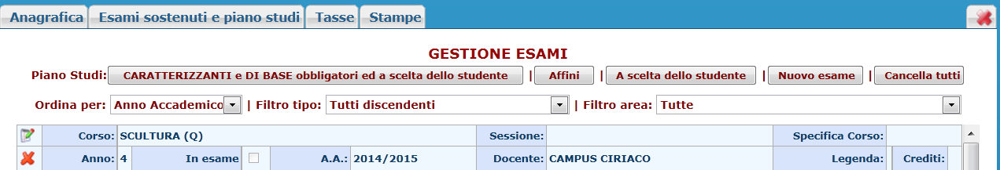 Anagrafica Esami sostenuti e piano studi Tasse Stampe
GESTIONE ESAMI
Piano Studi: CARATTERIZZANTI e DI BASE obbligatori ed a scelta dello studente | Affini | A scelta dello studente | Nuovo esame | Cancella tutti
Ordina per: Anno Accademico | Filtro tipo: Tutti discendenti | Filtro area: Tutte
Corso: SCULTURA (Q) Sessione: Specifica Corso:
Anno: 4 In esame A.A.: 2014/2015 Docente: CAMPUS CIRIACO Legenda: Crediti: